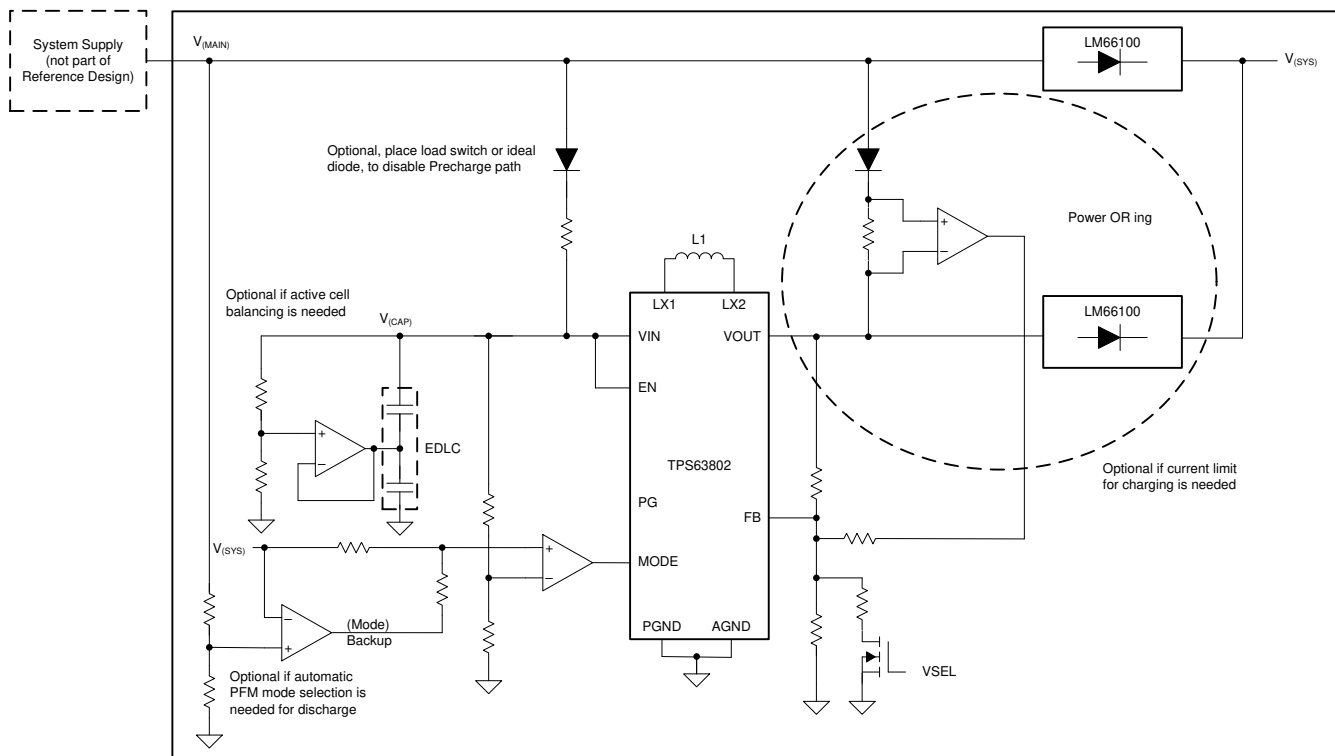 System Supply
(not part of
Reference Design)
V(MAIN)
LM66100
V(SYS)
Optional, place load switch or ideal
diode, to disable Precharge path
+
−
Power OR ing
L1
LX1
LX2
Optional if active cell
balancing is needed
V(CAP)
VIN
VOUT
LM66100
EN
+
−
EDLC
TPS63802
Optional if current limit
for charging is needed
PG
FB
V(SYS)
+
−
MODE
−
+
(Mode)
Backup
PGND
AGND
VSEL
Optional if automatic
PFM mode selection is
needed for discharge